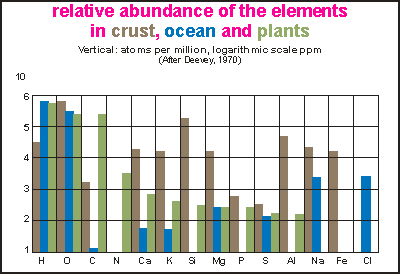 relative abundance of the elements
in crust, ocean and plants
Vertical: atoms per million, logarithmic scale ppm
(After Deevey, 1970)
10
6
5
4
3
2
1
H O C N Ca K Si Mg P S Al Na Fe Cl